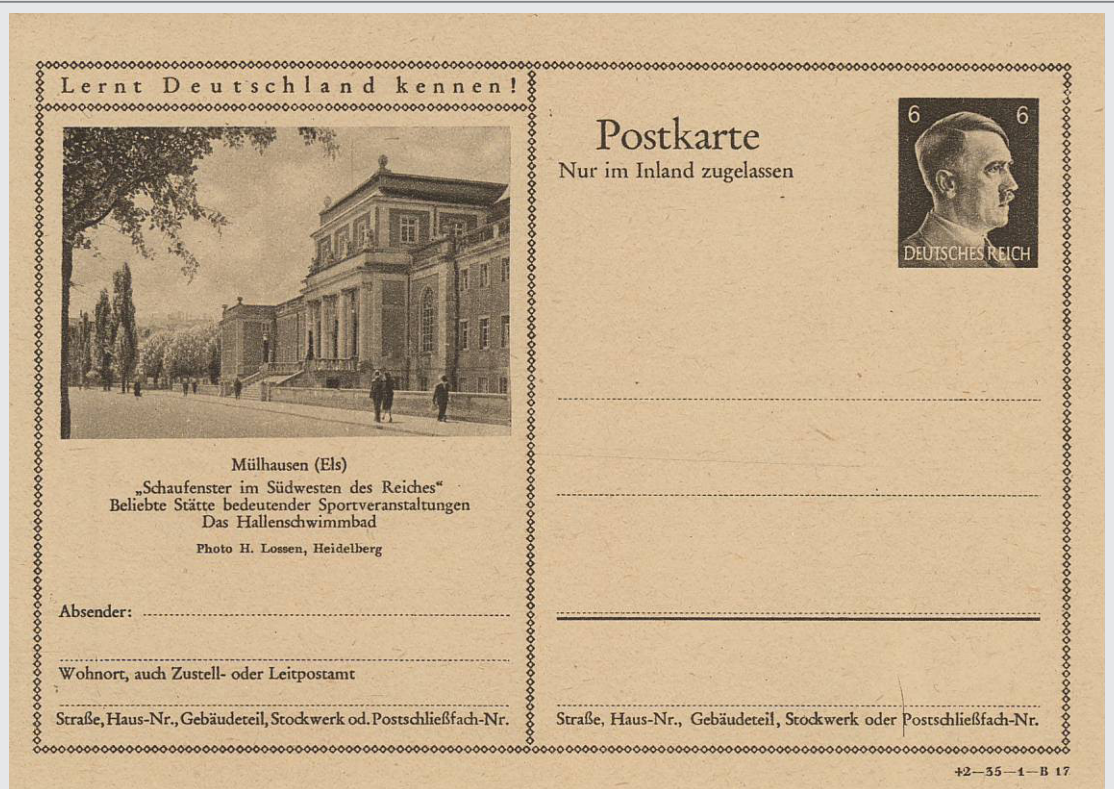 Lernt Deutschland kennen!
Mülhausen (Els)
„Schaufenster im Südwesten des Reiches“
Beliebte Stätte bedeutender Sportveranstaltungen
Das Hallenschwimmbad
Photo H. Lossen, Heidelberg
Absender:
Wohnort, auch Zustell- oder Leitpostamt
Straße, Haus-Nr., Gebäudeteil, Stockwerk od. Postschließfach-Nr.
Postkarte
Nur im Inland zugelassen
6 6
DEUTSCHES REICH
Straße, Haus-Nr., Gebäudeteil, Stockwerk oder Postschließfach-Nr.
42—35—1—B 17